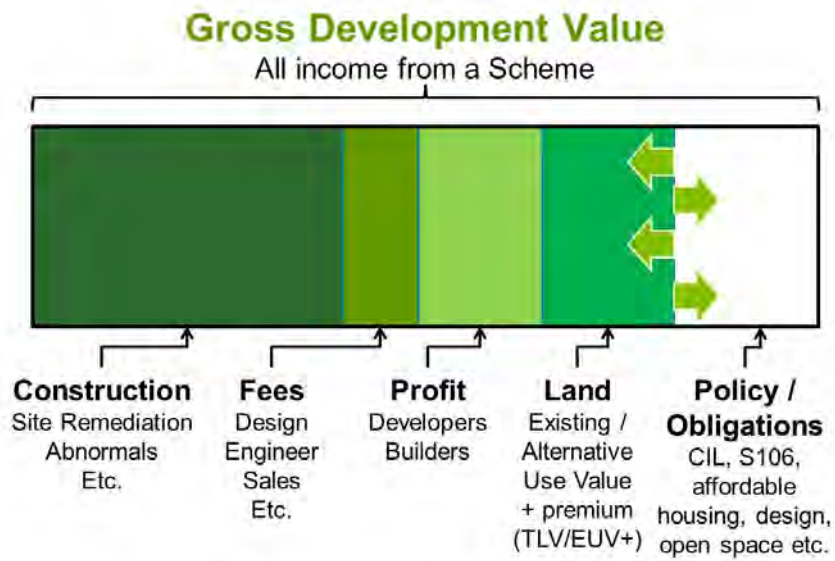 Gross Development Value
All income from a Scheme
Construction
Site Remediation
Abnormals
Etc.
Fees
Design
Engineer
Sales
Etc.
Profit
Developers
Builders
Land
Existing /
Alternative
Use Value
+ premium
(TLV/EUV+)
Policy /
Obligations
CIL, S106,
affordable
housing, design,
open space etc.